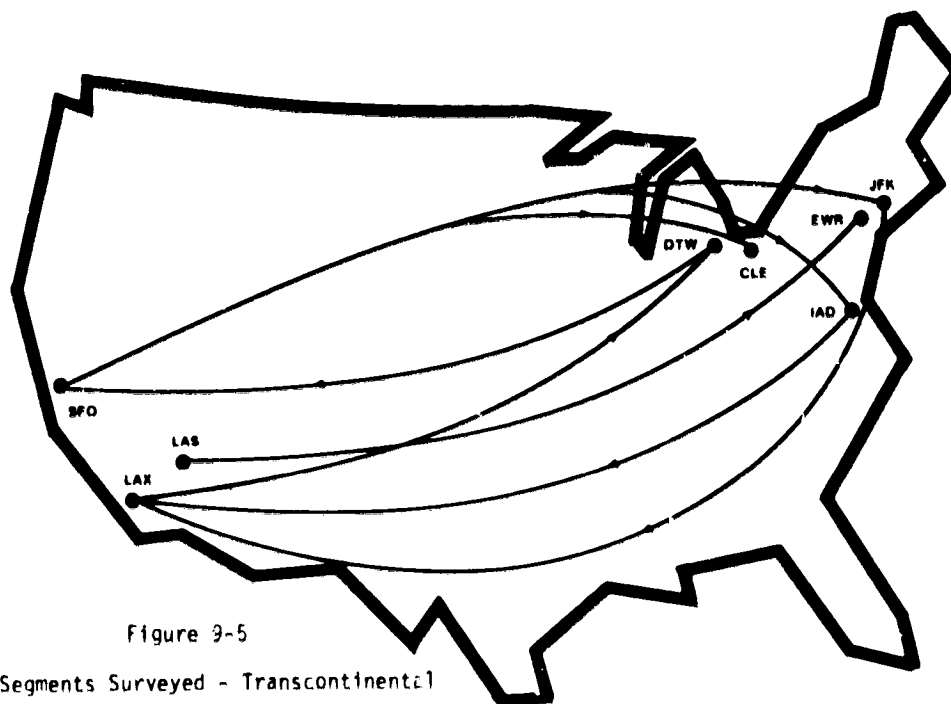 JFK
EWR
DTW
CLE
IAD
SFO
LAS
LAX
Figure 9-5
Segments Surveyed - Transcontinental